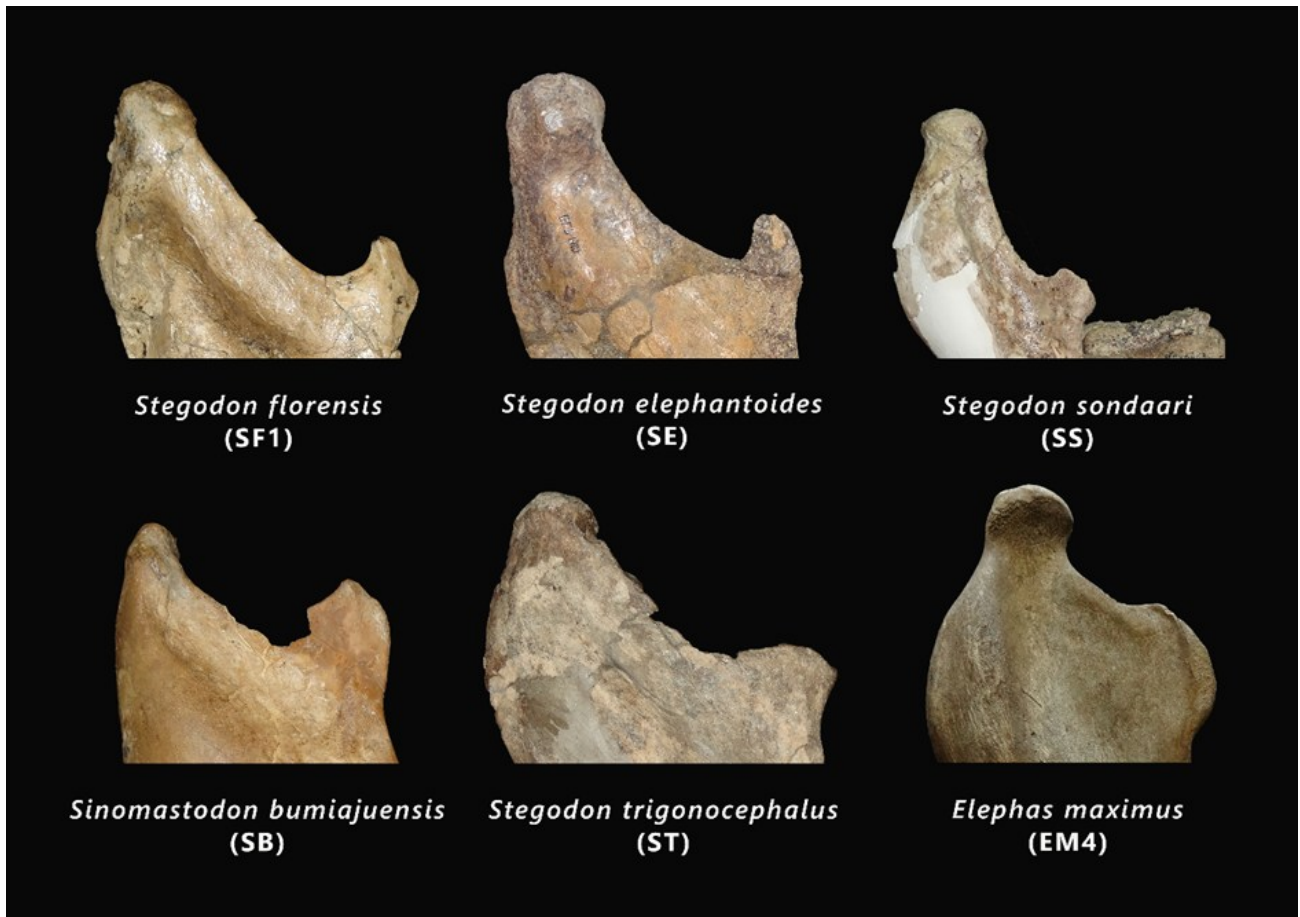 Stegodon florensis
(SF1)
Stegodon elephantoides
(SE)
Stegodon sondaari
(SS)
Sinomastodon bumiajuensis
(SB)
Stegodon trigonocephalus
(ST)
Elephas maximus
(EM4)